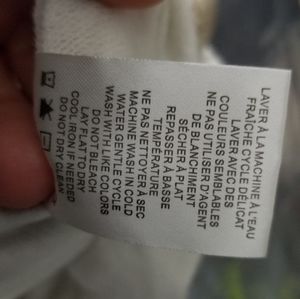 LAVER À LA MACHINE À L'EAU
FRAÎCHE CYCLE DÉLICAT
LAVER AVEC DES
COULEURS SEMBLABLES
NE PAS UTILISER D'AGENT
DE BLANCHIMENT
SÉCHER À PLAT
REPASSER À BASSE
TEMPÉRATURE
NE PAS NETTOYER À SEC
MACHINE WASH IN COLD
WATER GENTLE CYCLE
WASH WITH LIKE COLORS
DO NOT BLEACH
LAY FLAT TO DRY
COOL IRON IF NEEDED
DO NOT DRY CLEAN